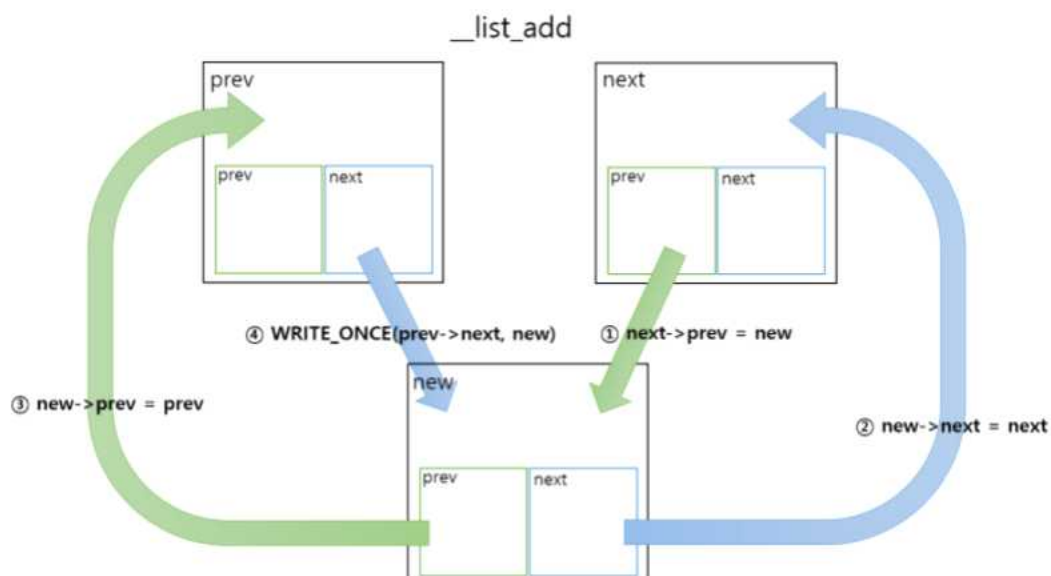 __list_add
prev
next
prev
next
prev
next
④ WRITE_ONCE(prev->next, new)
① next->prev = new
new
③ new->prev = prev
② new->next = next
prev
next